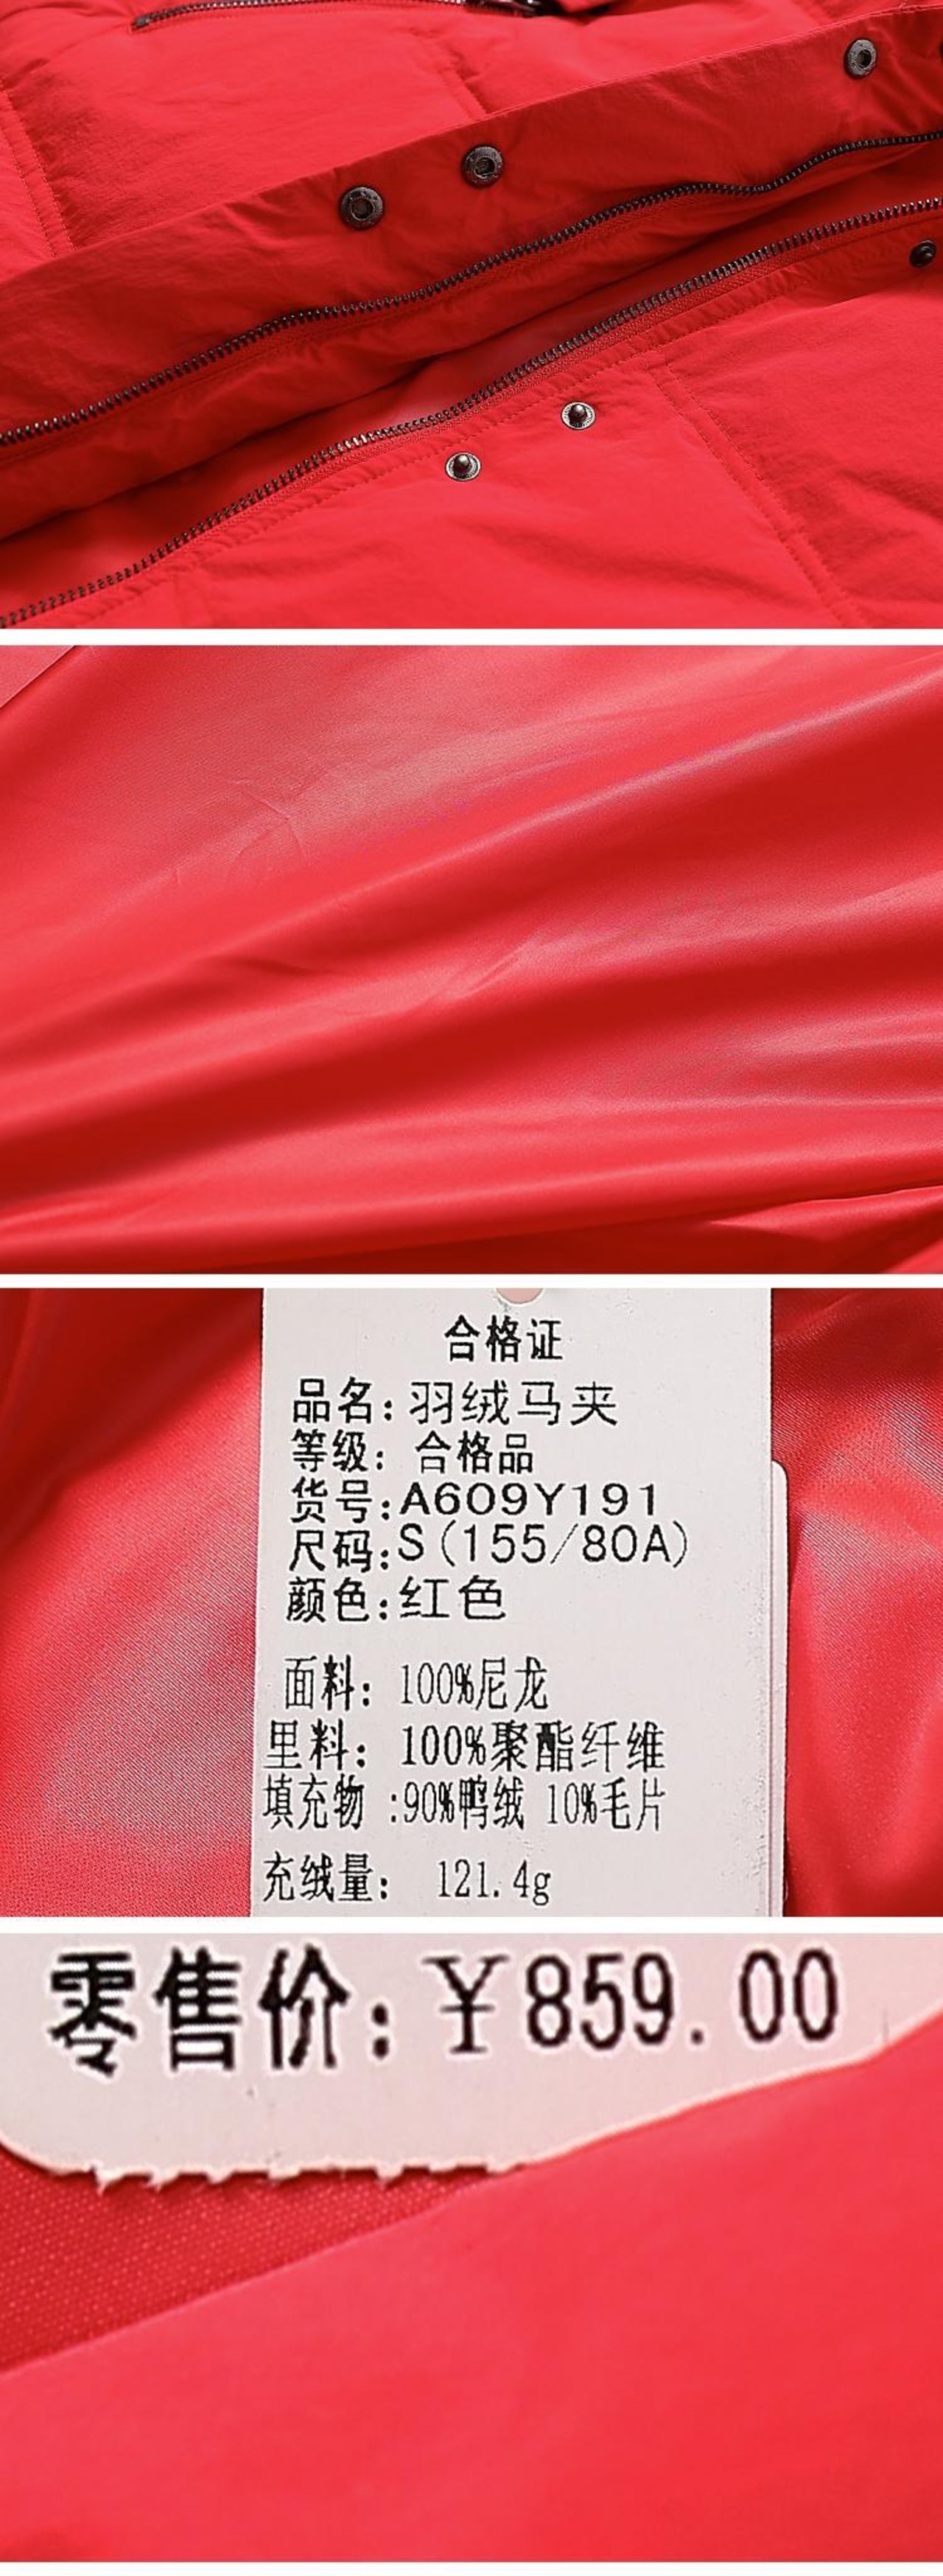 合格证
品名:羽绒马夹
等级: 合格品
货号:A609Y191
尺码:S(155/80A)
颜色:红色
面料: 100%尼龙
里料: 100%聚酯纤维
填充物 :90%鸭绒 10%毛片
充绒量: 121.4g
零售价:¥859.00